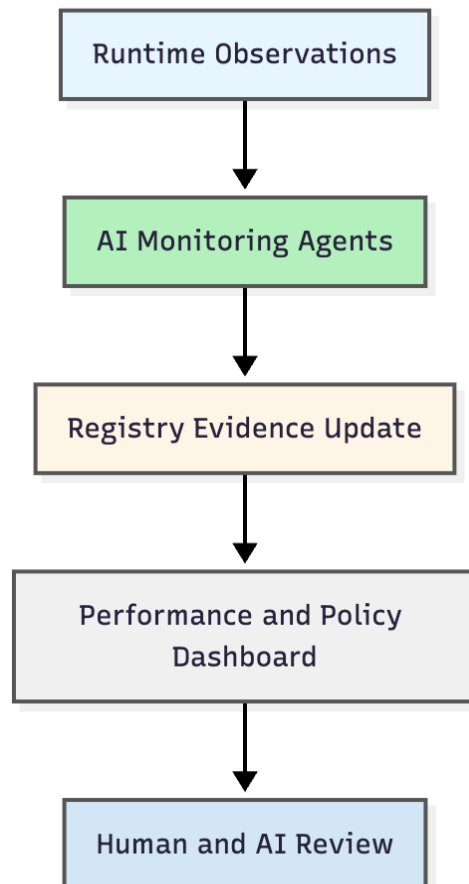 Runtime Observations
AI Monitoring Agents
Registry Evidence Update
Performance and Policy
Dashboard
Human and AI Review